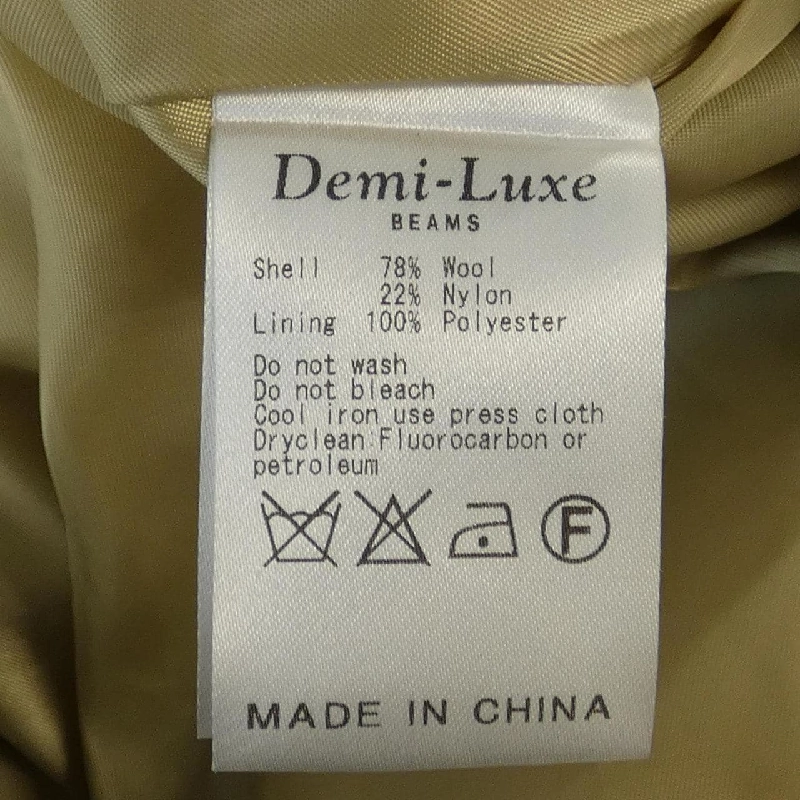 Demi-Luxe
BEAMS
Shell 78% Wool
22% Nylon
Lining 100% Polyester
Do not wash
Do not bleach
Cool iron use press cloth
Dryclean Fluorocarbon or
petroleum
F
MADE IN CHINA